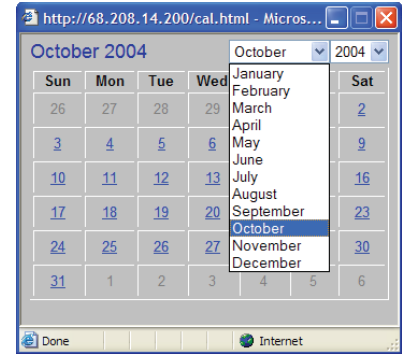 http://68.208.14.200/cal.html - Micros...
October 2004 October 2004
Sun Mon Tue Wed Sat
January
February
March
April
May
June
July
August
September
October
November
December
26 27 28 29 2
3 4 5 6 9
10 11 12 13 16
17 18 19 20 23
24 25 26 27 30
31 1 2 3 4 5 6
Done Internet